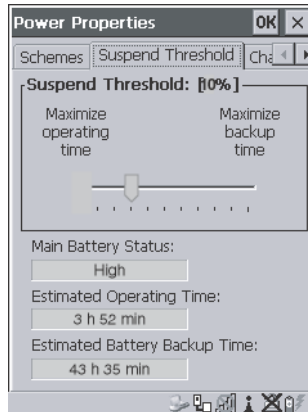 Power Properties OK ×
Schemes Suspend Threshold Cha
Suspend Threshold: [10%]
Maximize operating time
Maximize backup time
Main Battery Status:
High
Estimated Operating Time:
3 h 52 min
Estimated Battery Backup Time:
43 h 35 min